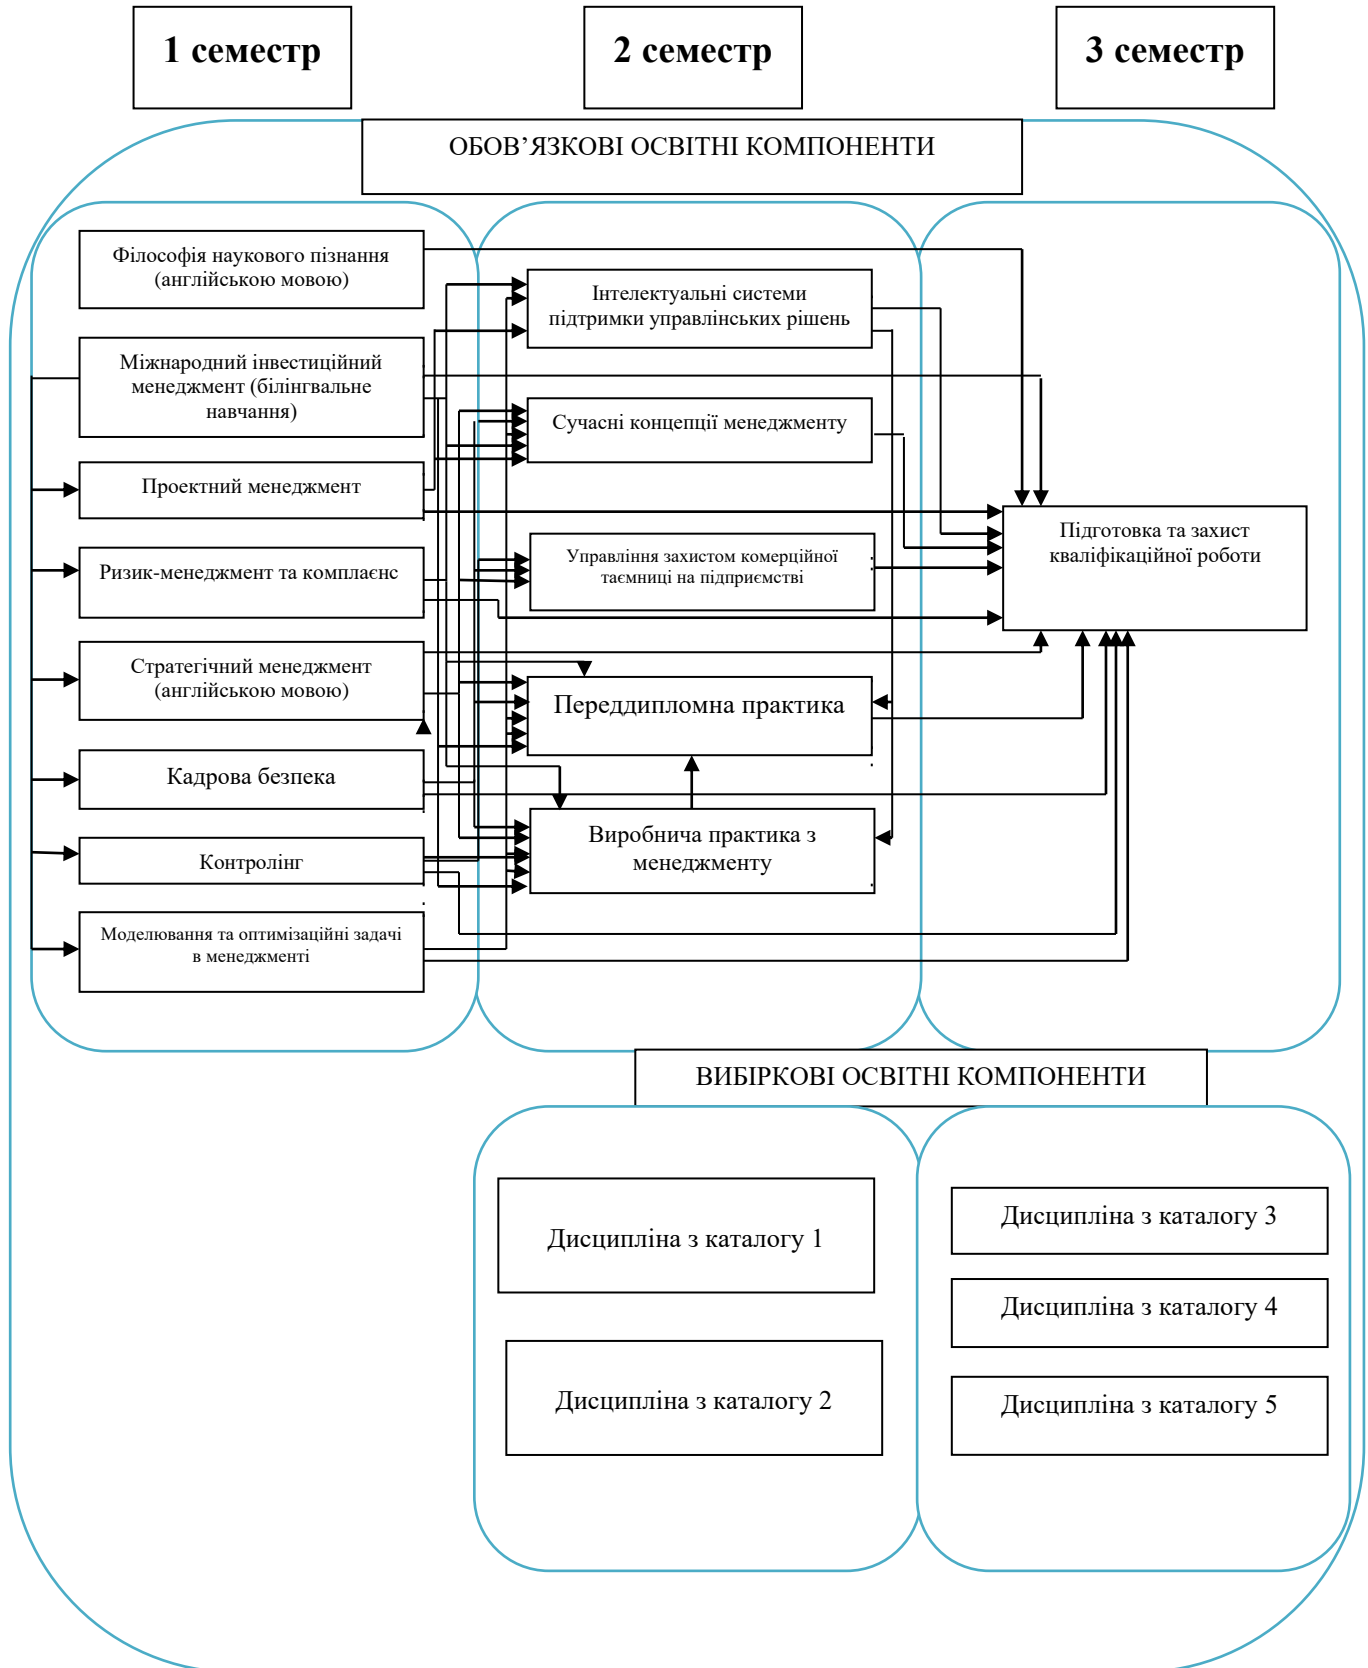 1 семестр
2 семестр
3 семестр
ОБОВ’ЯЗКОВІ ОСВІТНІ КОМПОНЕНТИ
Філософія наукового пізнання
(англійською мовою)
Міжнародний інвестиційний
менеджмент (білінгвальне
навчання)
Проектний менеджмент
Ризик-менеджмент та комплаєнс
Стратегічний менеджмент
(англійською мовою)
Кадрова безпека
Контролінг
Моделювання та оптимізаційні задачі
в менеджменті
Інтелектуальні системи
підтримки управлінських рішень
Сучасні концепції менеджменту
Управління захистом комерційної
таємниці на підприємстві
Переддипломна практика
Виробнича практика з
менеджменту
Підготовка та захист
кваліфікаційної роботи
ВИБІРКОВІ ОСВІТНІ КОМПОНЕНТИ
Дисципліна з каталогу 1
Дисципліна з каталогу 2
Дисципліна з каталогу 3
Дисципліна з каталогу 4
Дисципліна з каталогу 5